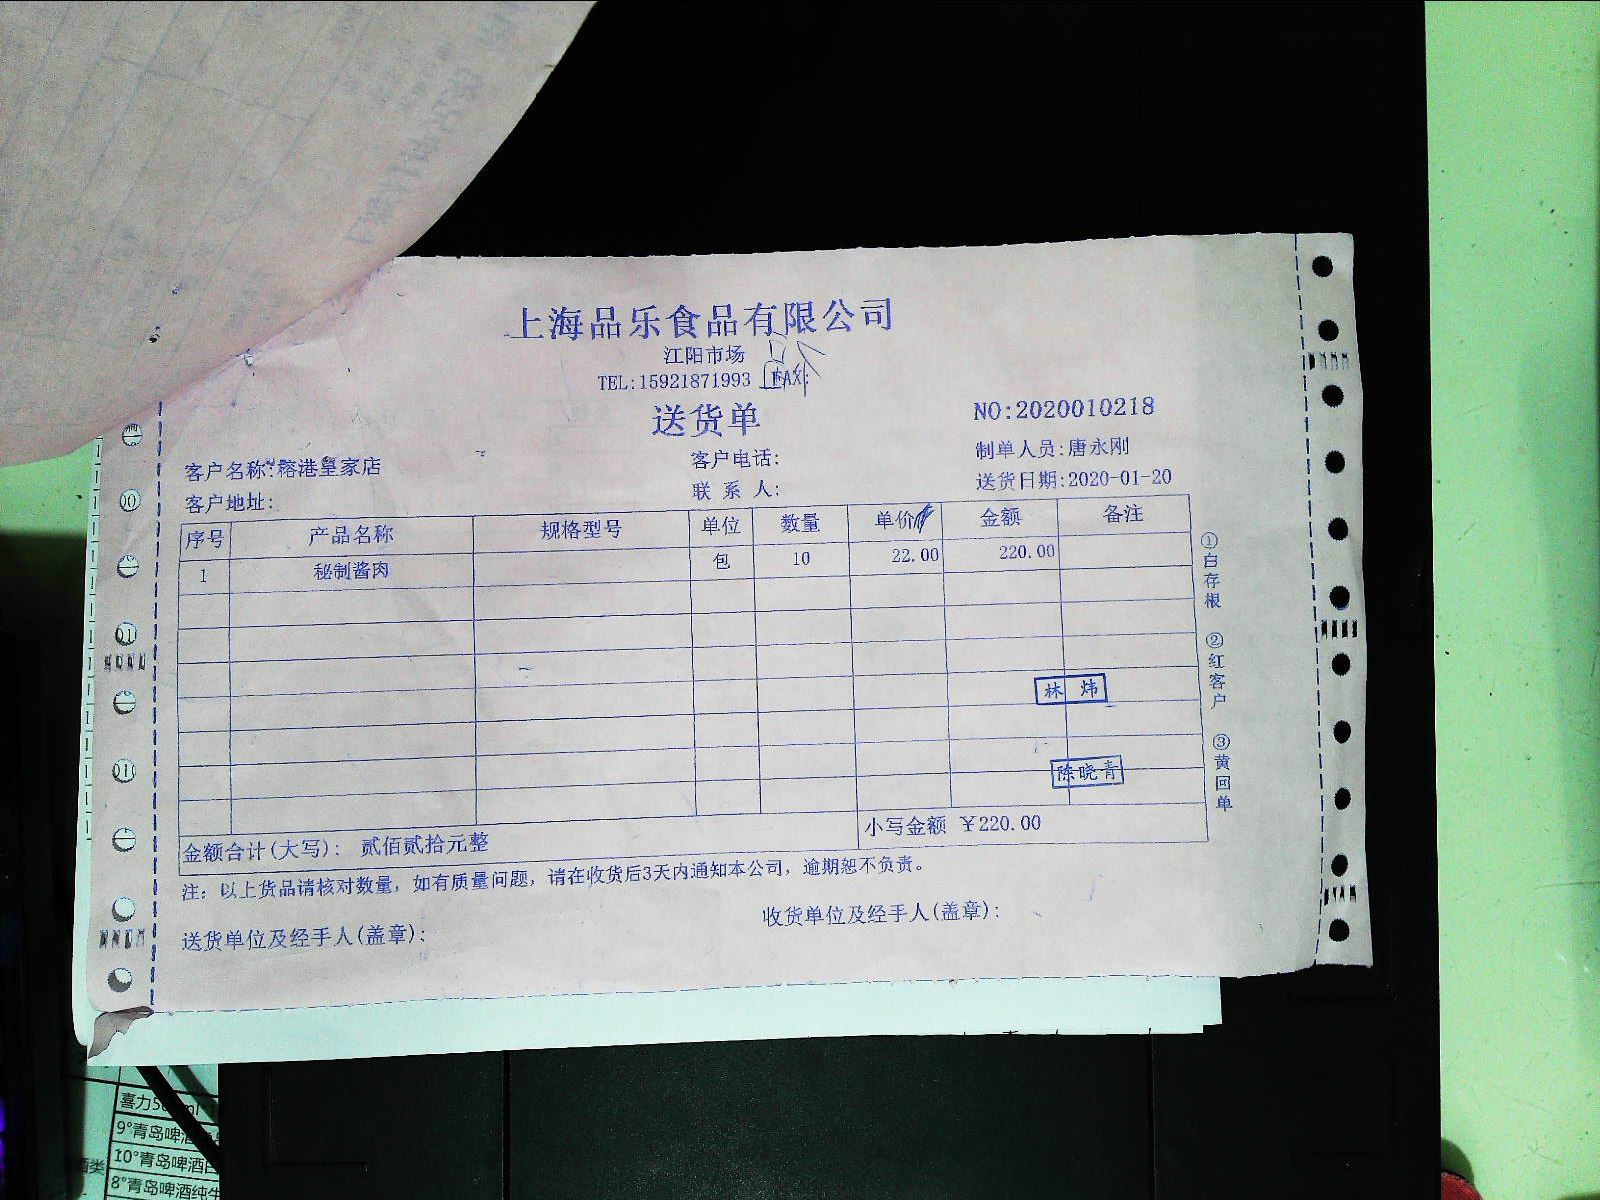 上海品乐食品有限公司
江阳市场
TEL:15921871993 FAX:
送货单
NO:2020010218
客户名称:榕港皇家店 客户电话: 制单人员:唐永刚
客户地址: 联系人: 送货日期:2020-01-20
序号 产品名称 规格型号 单位 数量 单价 金额 备注
1 秘制酱肉 包 10 22.00 220.00
林炜
陈晓青
金额合计(大写): 贰佰贰拾元整 小写金额 ¥220.00
注: 以上货品请核对数量, 如有质量问题, 请在收货后3天内通知本公司, 逾期恕不负责。
送货单位及经手人(盖章): 收货单位及经手人(盖章):
①白存根 ②红客户 ③黄回单
喜力50 ml
9°青岛啤酒
10°青岛啤酒
8°青岛啤酒纯生
酒类